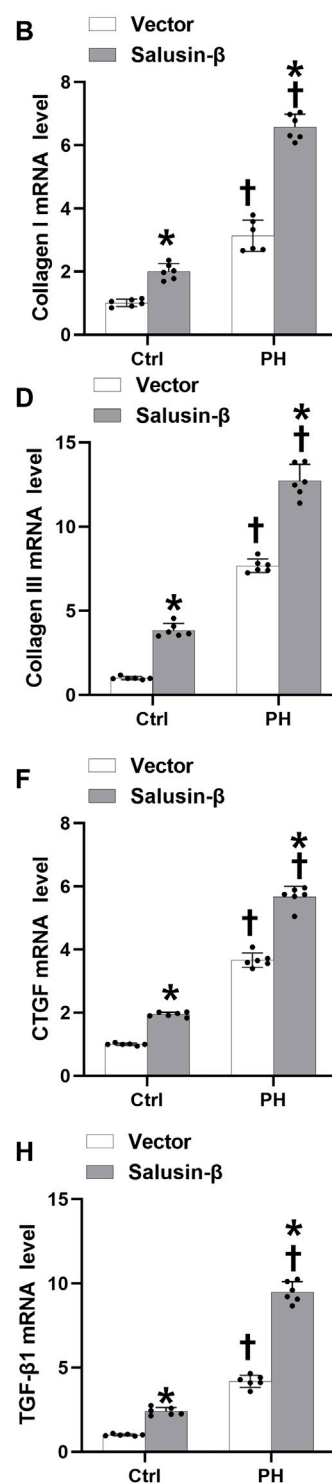 B
Vector
Salusin-β
Collagen I mRNA level
8
6
4
2
0
*
†
*
†
Ctrl PH
D
Vector
Salusin-β
Collagen III mRNA level
15
10
5
0
*
†
*
†
Ctrl PH
F
Vector
Salusin-β
CTGF mRNA level
8
6
4
2
0
*
†
*
†
Ctrl PH
H
Vector
Salusin-β
TGF-β1 mRNA level
15
10
5
0
*
†
*
†
Ctrl PH